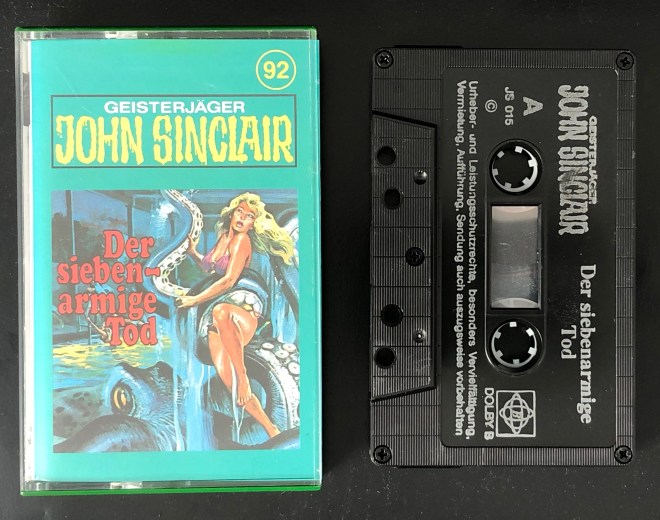 92
GEISTERJÄGER
JOHN SINCLAIR
Der
sieben-
armige
Tod
GEISTERJÄGER
JOHN SINCLAIR
Der siebenarmige
Tod
A
JS 015
©
DOLBY B
Urheber- und Leistungsschutzrechte, besonders Vervielfältigung,
Vermietung, Aufführung, Sendung auch auszugsweise vorbehalten